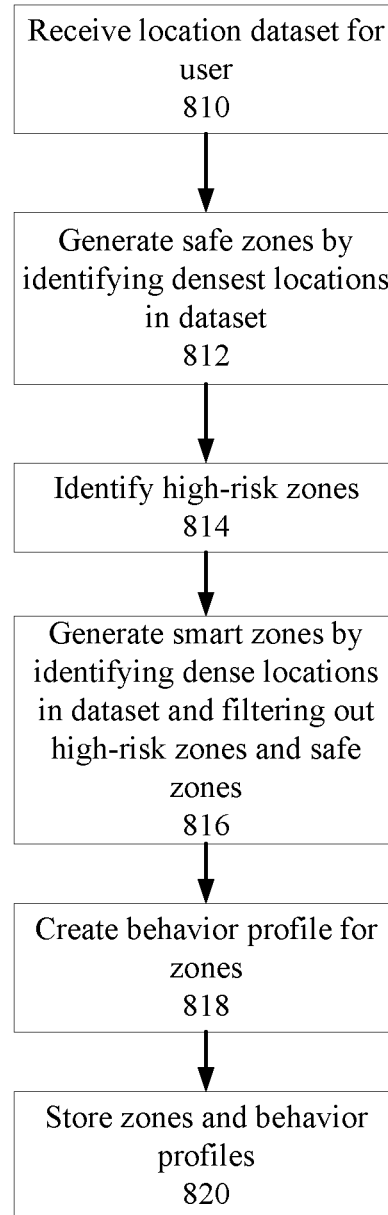 Receive location dataset for
user
810
Generate safe zones by
identifying densest locations
in dataset
812
Identify high-risk zones
814
Generate smart zones by
identifying dense locations
in dataset and filtering out
high-risk zones and safe
zones
816
Create behavior profile for
zones
818
Store zones and behavior
profiles
820